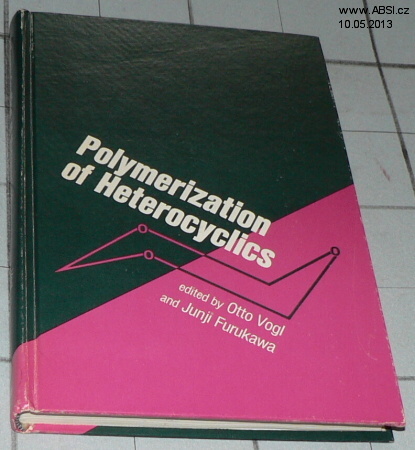 www.ABSI.cz
10.05.2013
Polymerization
of Heterocyclics
O
O
O
O
edited by Otto Vogl
and Junji Furukawa